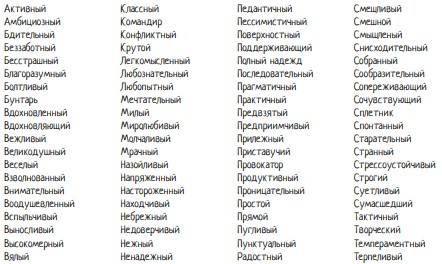 Активный
Амбициозный
Бдительный
Беззаботный
Бесстрашный
Благоразумный
Болтливый
Бунтарь
Вдохновленный
Вдохновляющий
Вежливый
Великодушный
Веселый
Взволнованный
Внимательный
Воодушевленный
Вспыльчивый
Выносливый
Высокомерный
Вялый
Классный
Командир
Конфликтный
Крутой
Легкомысленный
Любознательный
Любопытный
Мечтательный
Милый
Миролюбивый
Молчаливый
Мрачный
Назойливый
Напряженный
Настороженный
Находчивый
Небрежный
Недоверчивый
Нежный
Ненадежный
Педантичный
Пессимистичный
Поверхностный
Поддерживающий
Полный надежд
Последовательный
Прагматичный
Практичный
Предвзятый
Предприимчивый
Прилежный
Приставучий
Провокатор
Продуктивный
Проницательный
Простой
Прямой
Пугливый
Пунктуальный
Радостный
Смешливый
Смешной
Смышленый
Снисходительный
Собранный
Сообразительный
Сопереживающий
Сочувствующий
Сплетник
Спонтанный
Старательный
Странный
Стрессоустойчивый
Строгий
Суетливый
Сумасшедший
Тактичный
Творческий
Темпераментный
Терпеливый